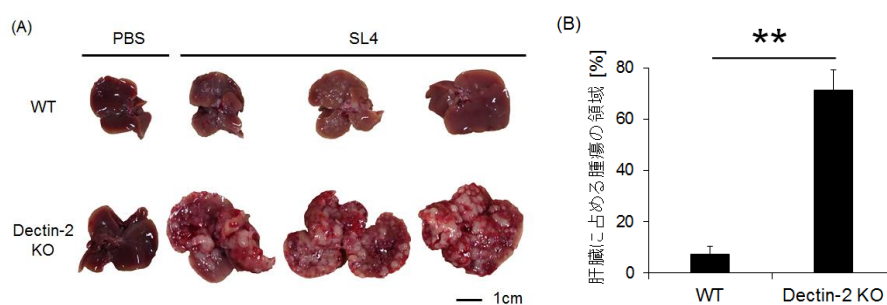 (A)
PBS
SL4
WT
Dectin-2
KO
1cm
(B)
**
肝臓に占める腫瘍の領域 [%]
80
60
40
20
0
WT
Dectin-2 KO